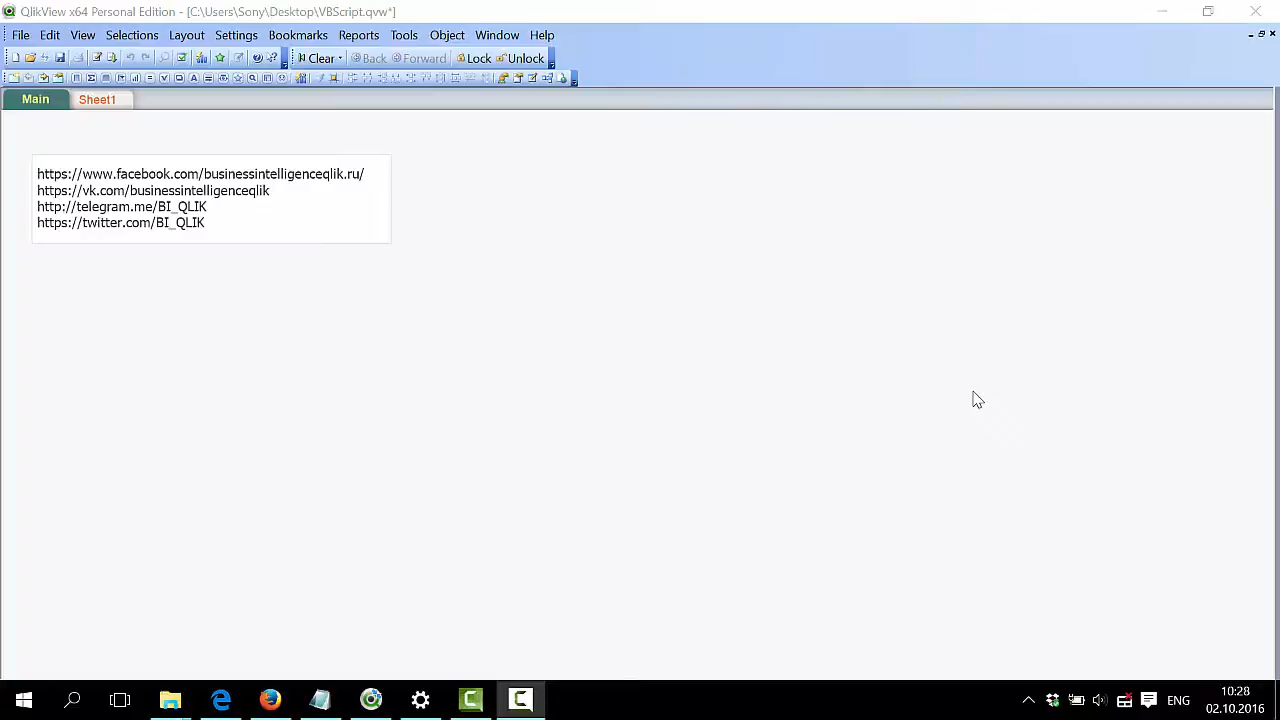 QlikView x64 Personal Edition - [C:\Users\Sony\Desktop\VBScript.qvw*]
File Edit View Selections Layout Settings Bookmarks Reports Tools Object Window Help
Clear Back Forward Lock Unlock
Main Sheet1
https://www.facebook.com/businessintelligenceqlik.ru/
https://vk.com/businessintelligenceqlik
http://telegram.me/BI_QLIK
https://twitter.com/BI_QLIK
ENG
10:28
02.10.2016